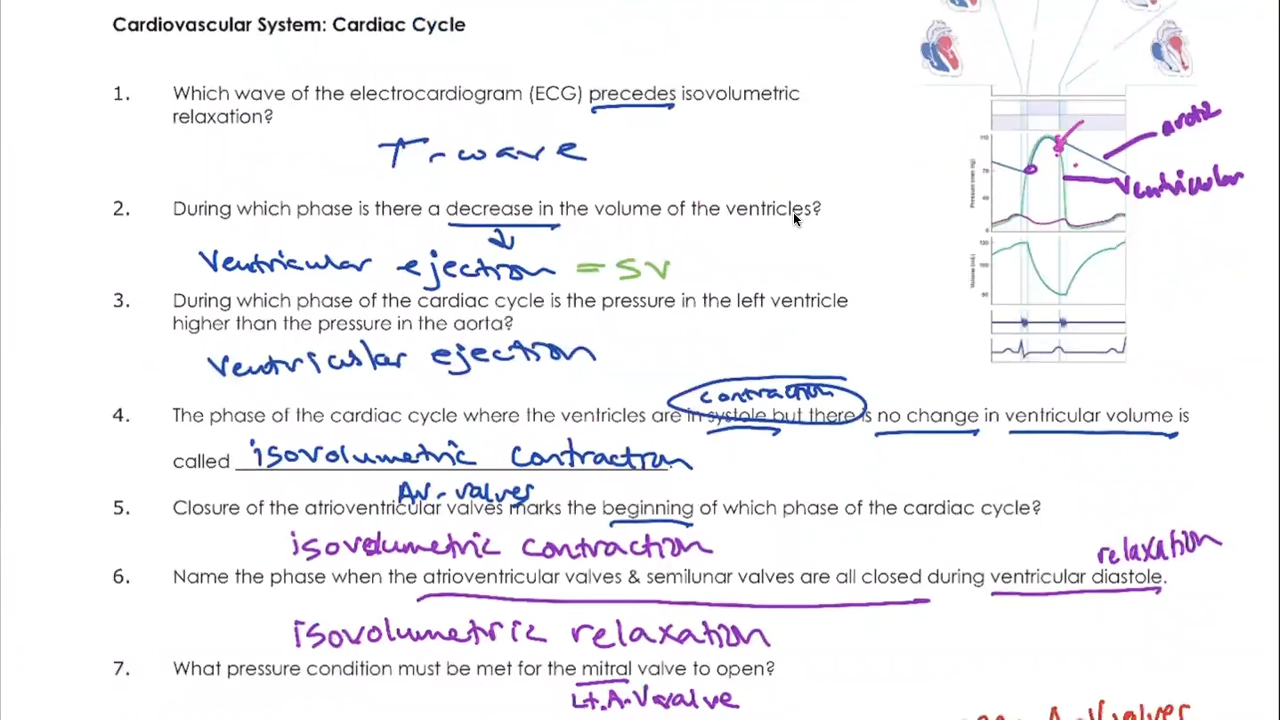 Cardiovascular System: Cardiac Cycle
1. Which wave of the electrocardiogram (ECG) precedes isovolumetric
relaxation?
T-wave
aortic
ventricular
2. During which phase is there a decrease in the volume of the ventricles?
Ventricular ejection = SV
3. During which phase of the cardiac cycle is the pressure in the left ventricle
higher than the pressure in the aorta?
ventricular ejection
contraction
4. The phase of the cardiac cycle where the ventricles are in systole but there is no change in ventricular volume is
called isovolumetric contraction.
AV-valves
5. Closure of the atrioventricular valves marks the beginning of which phase of the cardiac cycle?
isovolumetric contraction
relaxation
6. Name the phase when the atrioventricular valves & semilunar valves are all closed during ventricular diastole.
isovolumetric relaxation
7. What pressure condition must be met for the mitral valve to open?
Lt. A.V valve
A-V valves